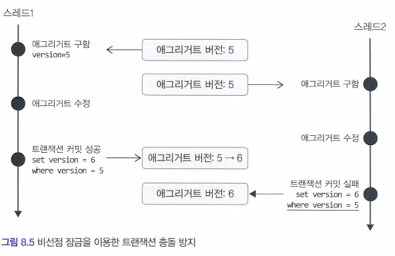 스레드1
스레드2
애그리거트 구함
version=5
애그리거트 버전: 5
애그리거트 버전: 5
애그리거트 구함
애그리거트 수정
애그리거트 수정
트랜잭션 커밋 성공
set version = 6
where version = 5
애그리거트 버전: 5 → 6
애그리거트 버전: 6
트랜잭션 커밋 실패
set version = 6
where version = 5
그림 8.5 비선점 잠금을 이용한 트랜잭션 충돌 방지